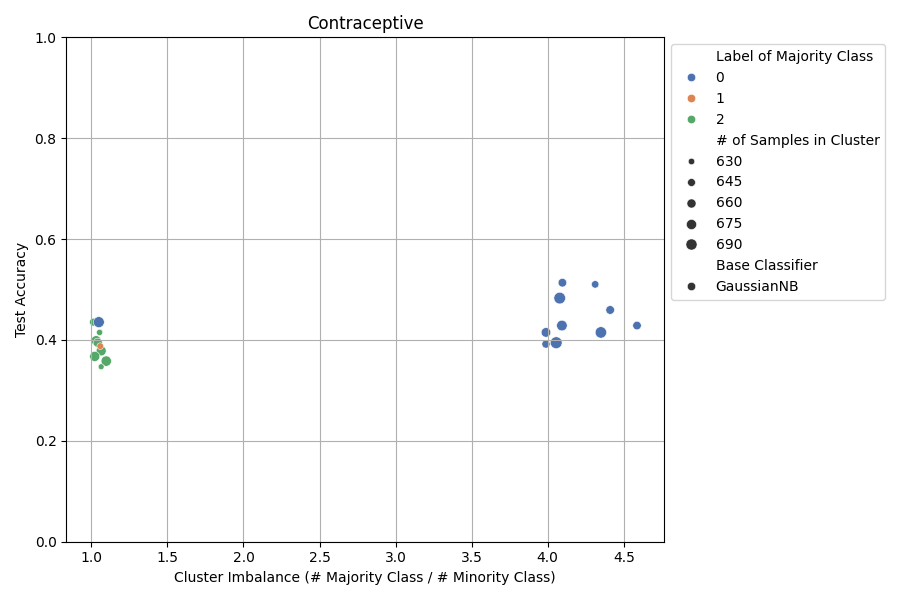 Contraceptive
1.0
0.8
0.6
0.4
0.2
0.0
Test Accuracy
1.0 1.5 2.0 2.5 3.0 3.5 4.0 4.5
Cluster Imbalance (# Majority Class / # Minority Class)
Label of Majority Class
0
1
2
# of Samples in Cluster
630
645
660
675
690
Base Classifier
GaussianNB